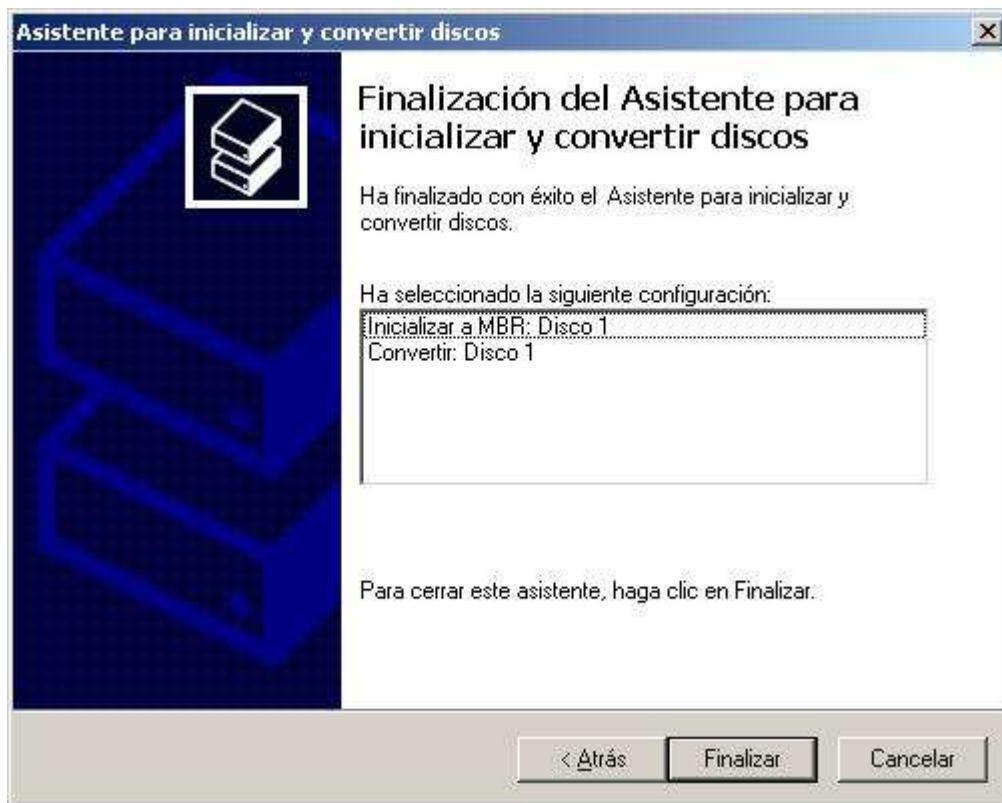 Asistente para inicializar y convertir discos
Finalización del Asistente para
inicializar y convertir discos
Ha finalizado con éxito el Asistente para inicializar y
convertir discos.
Ha seleccionado la siguiente configuración:
Inicializar a MBR: Disco 1
Convertir: Disco 1
Para cerrar este asistente, haga clic en Finalizar.
< Atrás
Finalizar
Cancelar